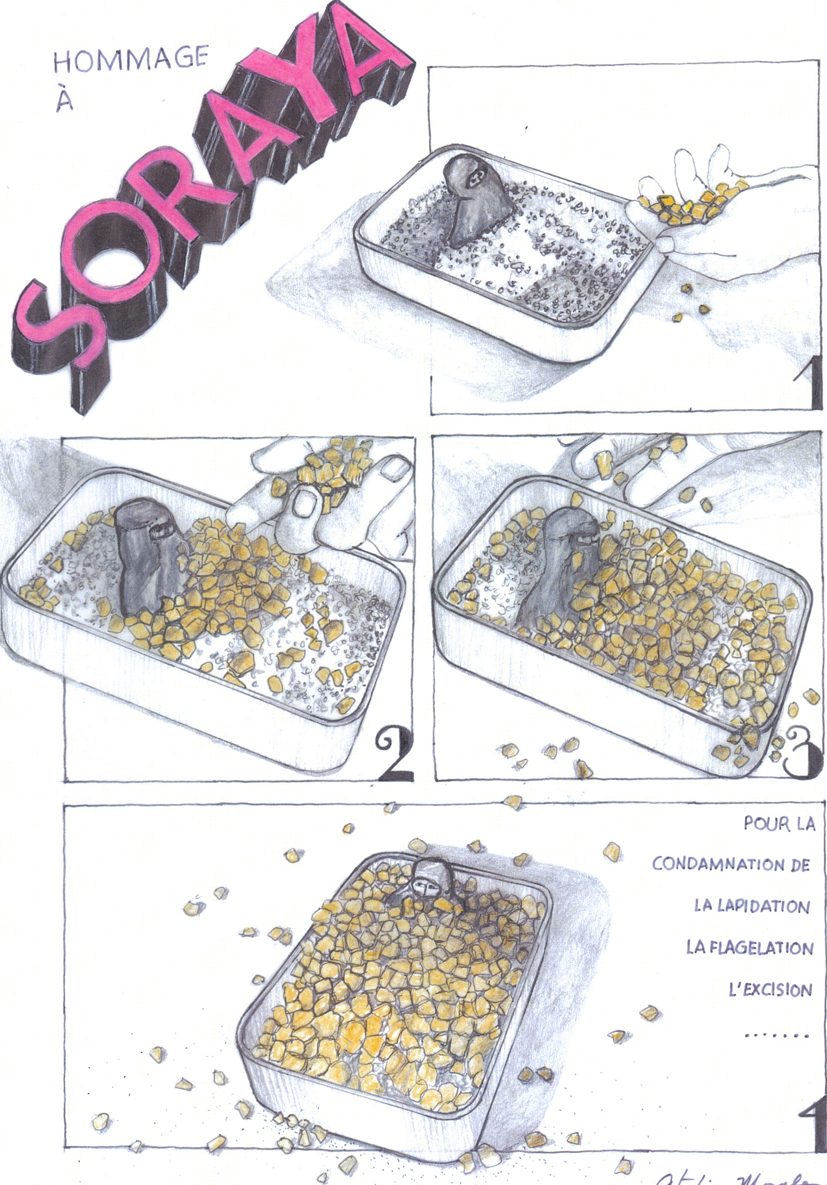 HOMMAGE
À
SORAYA
1
2
3
POUR LA
CONDAMNATION DE
LA LAPIDATION
LA FLAGELATION
L'EXCISION
.......
4